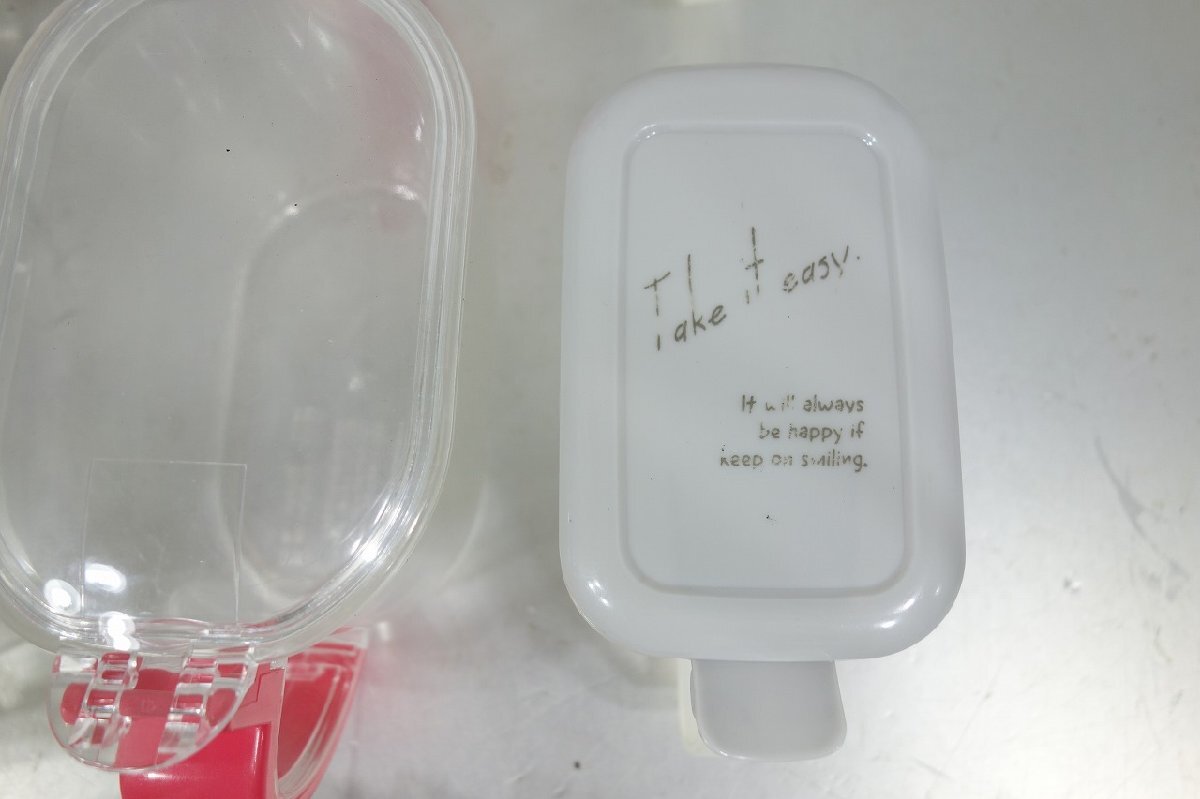 Take it easy.
It will always
be happy if
keep on smiling.